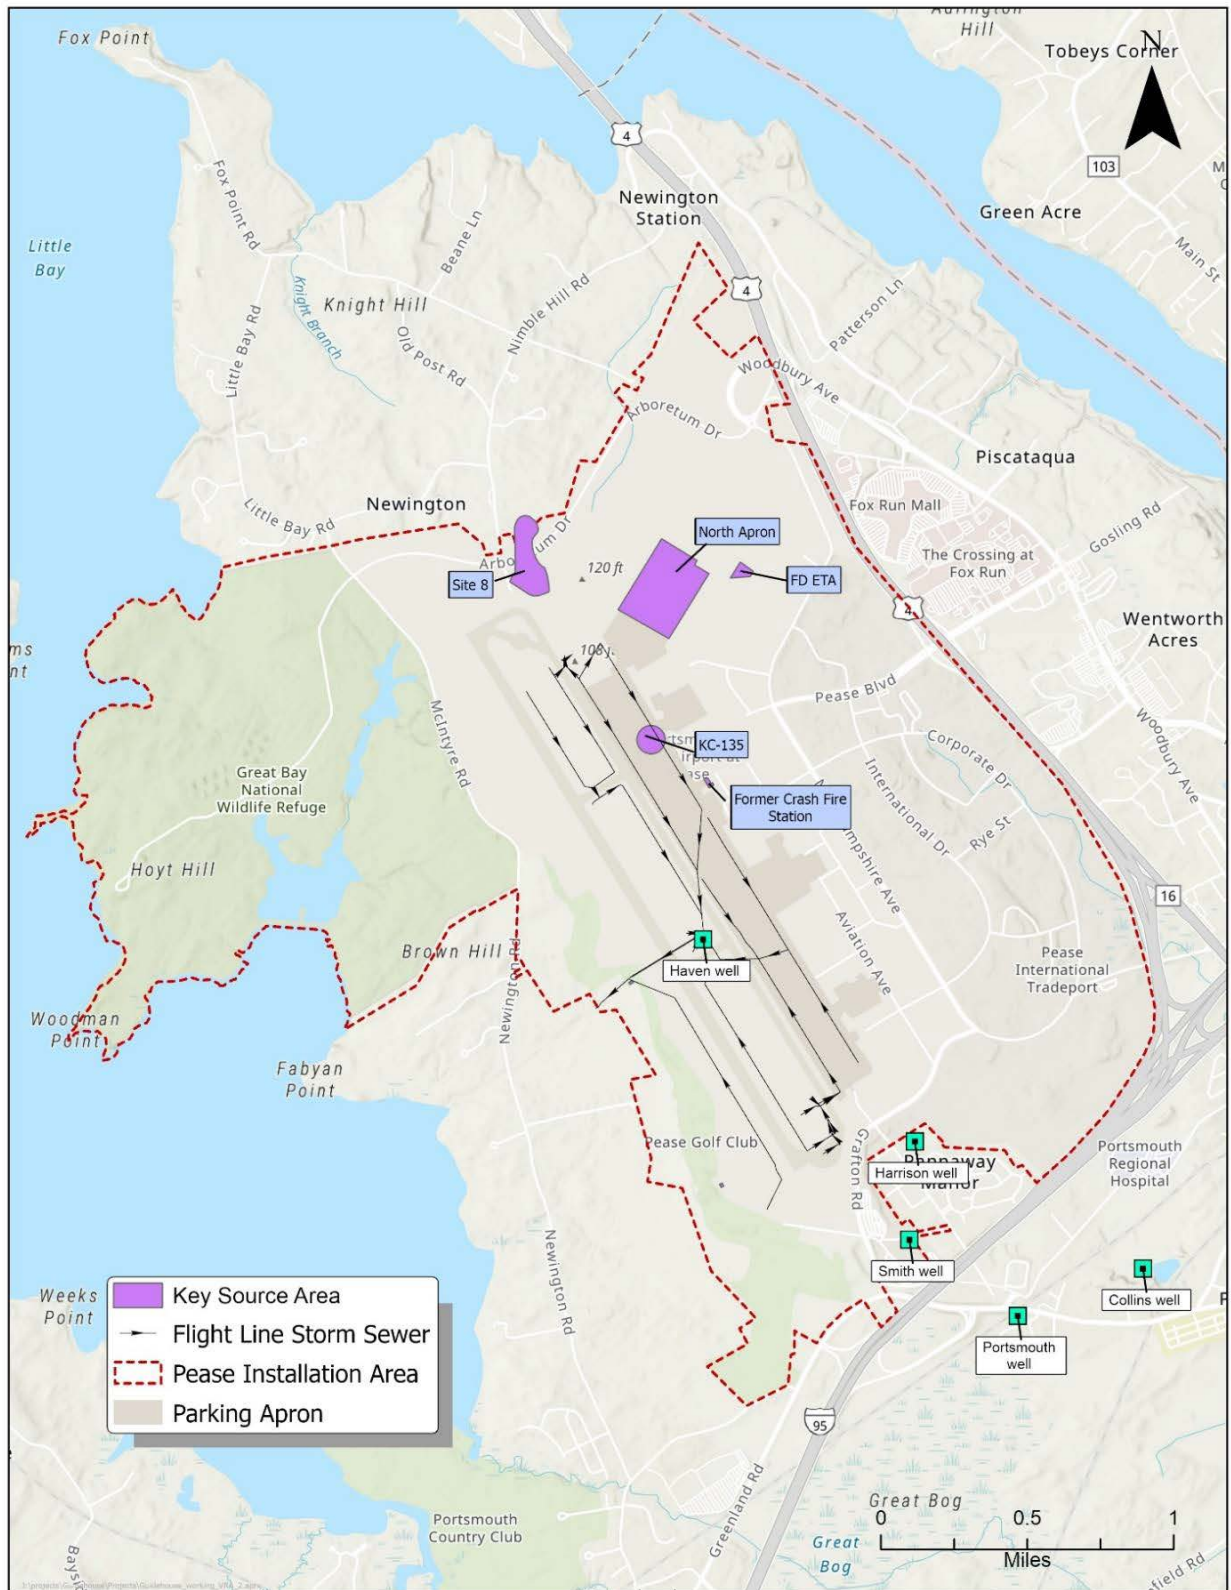 Fox Point
Hill
Tobeys Corner
N
4
103
Fox Point Rd
Newington
Station
Green Acre
Main St
Little
Bay
Beane Ln
Knight Branch
Knight Hill
Nimble Hill Rd
4
Patterson Ln
Little Bay Rd
Old Post Rd
Woodbury Ave
Arboretum Dr
Piscataqua
Newington
Little Bay Rd
Fox Run Mall
Gosling Rd
North Apron
The Crossing at
Fox Run
120 ft
Site 8
FD ETA
4
Wentworth
Acres
Pease Blvd
McIntyre Rd
Woodbury Ave
KC-135
Corporate Dr
Great Bay
National
Wildlife Refuge
International Dr
Former Crash Fire
Station
Rye St
Hoyt Hill
16
Aviation Ave
Brown Hill
Newington Rd
Haven well
Pease
International
Tradeport
Woodman
Point
Fabyan
Point
Pease Golf Club
Grafton Rd
Harrison well
Portsmouth
Regional
Hospital
Newington Rd
Smith well
Collins well
Weeks
Point
Portsmouth
well
Key Source Area
Flight Line Storm Sewer
Pease Installation Area
Parking Apron
95
Greenland Rd
Great Bog
0 0.5 1
Miles
Portsmouth
Country Club
Great
Bog